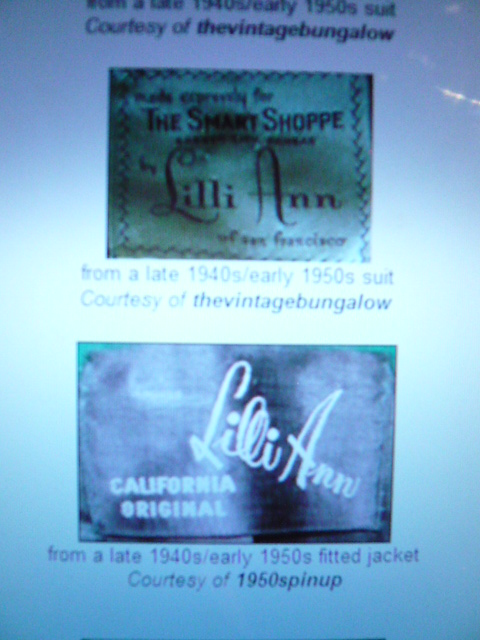 from a late 1940s/early 1950s suit
Courtesy of thevintagebungalow
made expressly for
THE SMART SHOPPE
by
Lilli Ann
of san francisco
from a late 1940s/early 1950s suit
Courtesy of thevintagebungalow
Lilli Ann
CALIFORNIA
ORIGINAL
from a late 1940s/early 1950s fitted jacket
Courtesy of 1950spinup